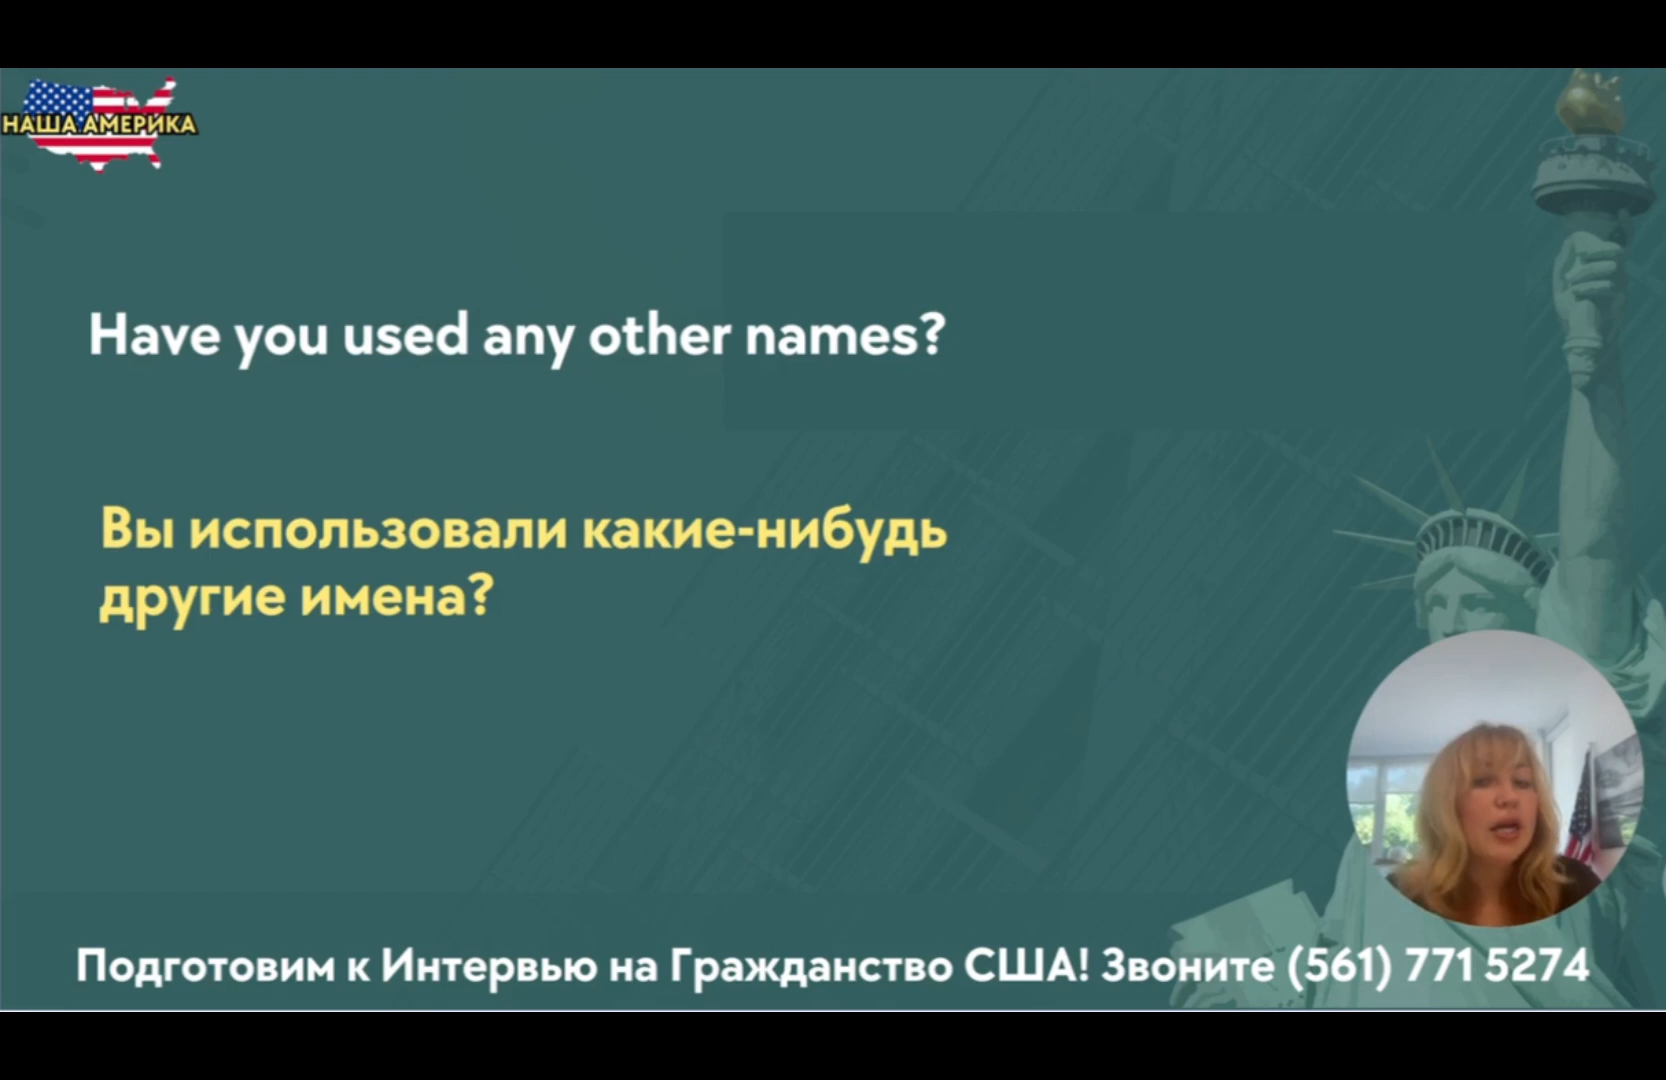 НАША АМЕРИКА
Have you used any other names?
Вы использовали какие-нибудь
другие имена?
Подготовим к Интервью на Гражданство США! Звоните (561) 771 5274